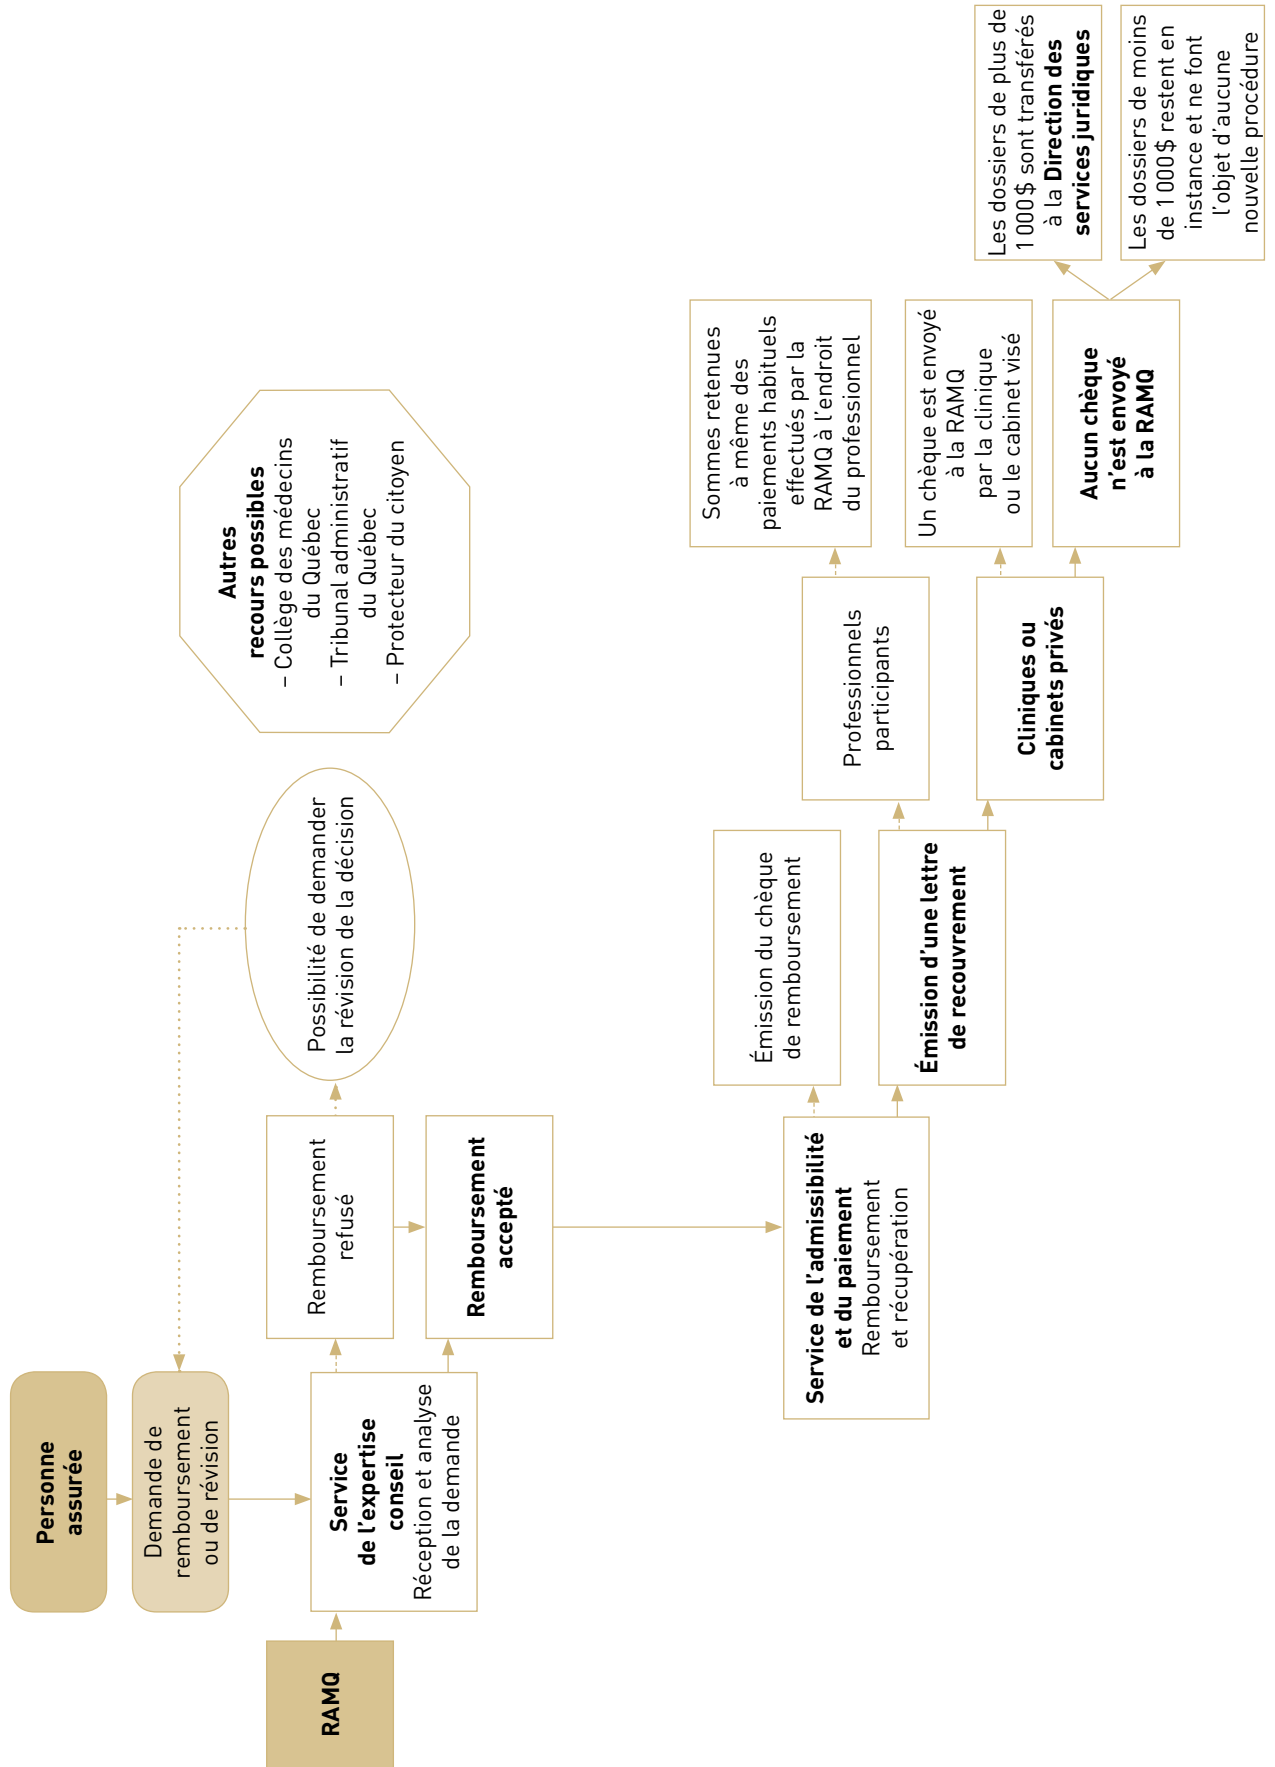 Personne
assurée
Demande de
remboursement
ou de révision
RAMQ
Service
de l'expertise
conseil
Réception et analyse
de la demande
Remboursement
refusé
Remboursement
accepté
Possibilité de demander
la révision de la décision
Autres
recours possibles
– Collège des médecins
du Québec
– Tribunal administratif
du Québec
– Protecteur du citoyen
Service de l'admissibilité
et du paiement
Remboursement
et récupération
Émission du chèque
de remboursement
Émission d'une lettre
de recouvrement
Professionnels
participants
Cliniques ou
cabinets privés
Sommes retenues
à même des
paiements habituels
effectués par la
RAMQ à l'endroit
du professionnel
Un chèque est envoyé
à la RAMQ
par la clinique
ou le cabinet visé
Aucun chèque
n'est envoyé
à la RAMQ
Les dossiers de plus de
1 000 $ sont transférés
à la Direction des
services juridiques
Les dossiers de moins
de 1 000 $ restent en
instance et ne font
l'objet d'aucune
nouvelle procédure